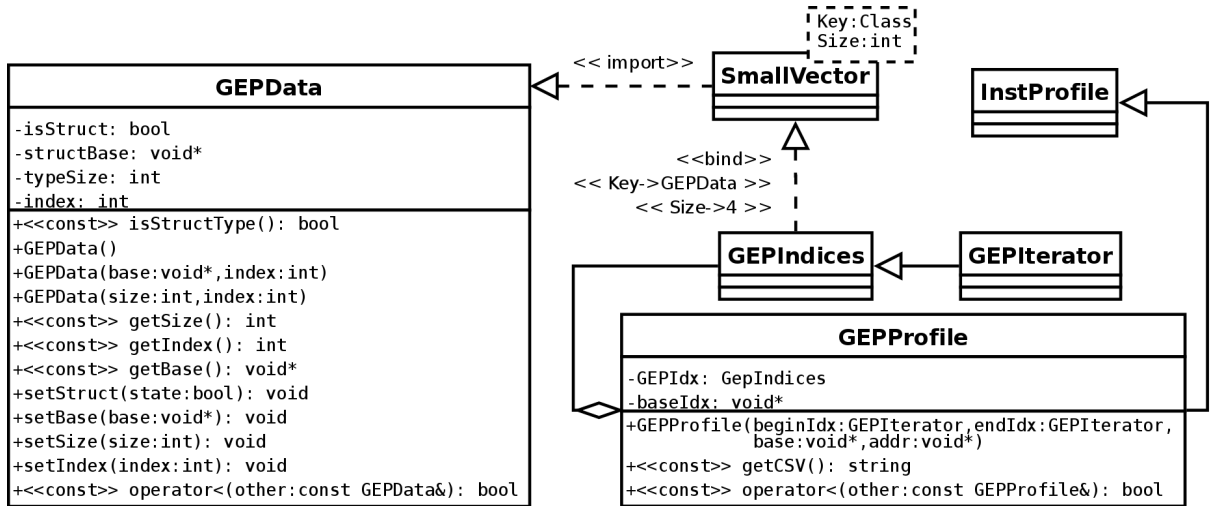 GEPData
-isStruct: bool
-structBase: void*
-typeSize: int
-index: int
+<<const>> isStructType(): bool
+GEPData()
+GEPData(base:void*,index:int)
+GEPData(size:int,index:int)
+<<const>> getSize(): int
+<<const>> getIndex(): int
+<<const>> getBase(): void*
+setStruct(state:bool): void
+setBase(base:void*): void
+setSize(size:int): void
+setIndex(index:int): void
+<<const>> operator<(other:const GEPData&): bool
<< import>>
Key:Class
Size:int
SmallVector
InstProfile
<<bind>>
<< Key->GEPData >>
<< Size->4 >>
GEPIndices
GEPIterator
GEPProfile
-GEPIdx: GepIndices
-baseIdx: void*
+GEPProfile(beginIdx:GEPIterator,endIdx:GEPIterator,
base:void*,addr:void*)
+<<const>> getCSV(): string
+<<const>> operator<(other:const GEPProfile&): bool